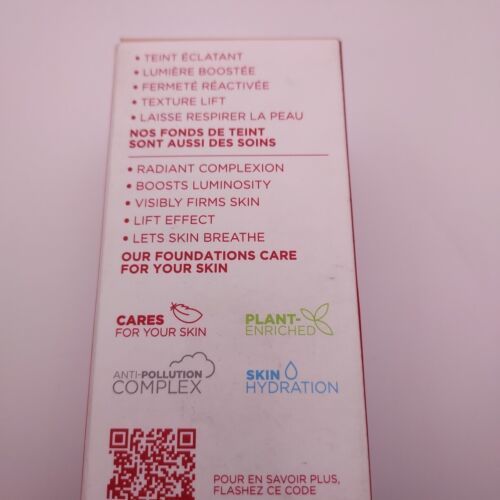 • TEINT ÉCLATANT
• LUMIÈRE BOOSTÉE
• FERMETÉ RÉACTIVÉE
• TEXTURE LIFT
• LAISSE RESPIRER LA PEAU
NOS FONDS DE TEINT
SONT AUSSI DES SOINS
• RADIANT COMPLEXION
• BOOSTS LUMINOSITY
• VISIBLY FIRMS SKIN
• LIFT EFFECT
• LETS SKIN BREATHE
OUR FOUNDATIONS CARE
FOR YOUR SKIN
CARES
FOR YOUR SKIN
PLANT-
ENRICHED
ANTI-POLLUTION
COMPLEX
SKIN
HYDRATION
POUR EN SAVOIR PLUS,
FLASHEZ CE CODE